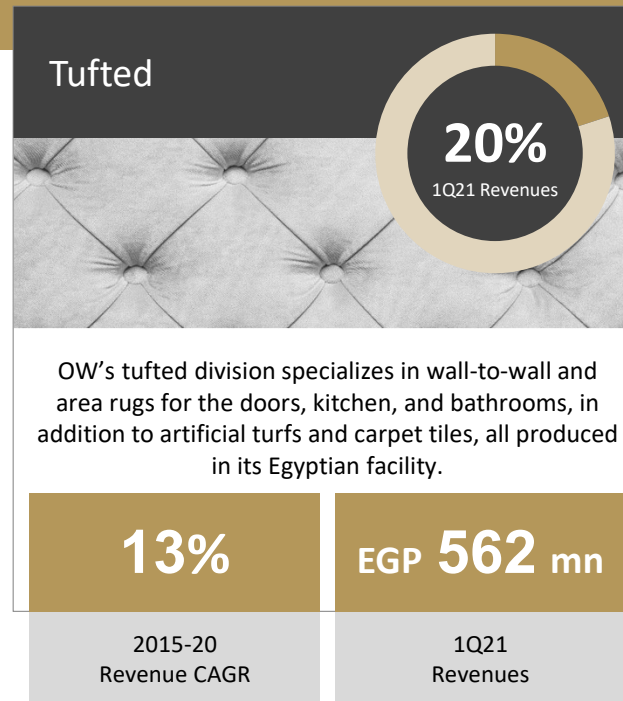 Tufted
20%
1Q21 Revenues
OW’s tufted division specializes in wall-to-wall and
area rugs for the doors, kitchen, and bathrooms, in
addition to artificial turfs and carpet tiles, all produced
in its Egyptian facility.
13%
2015-20
Revenue CAGR
EGP 562 mn
1Q21
Revenues